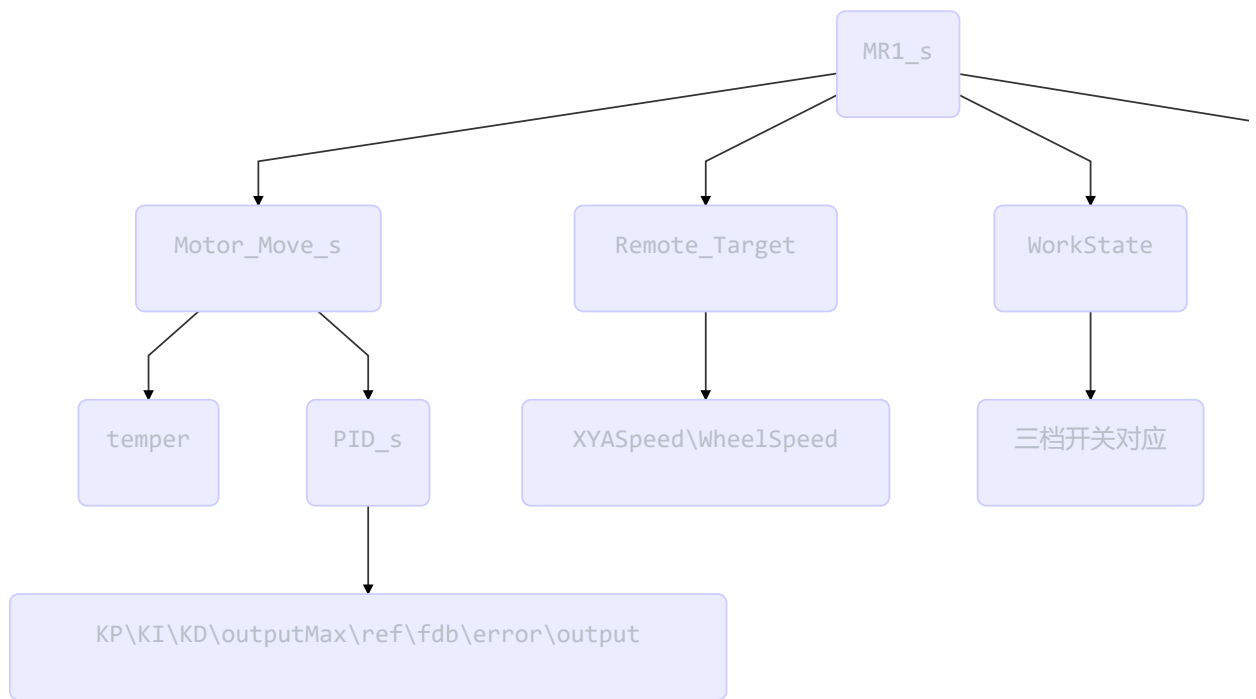 MR1_s
Motor_Move_s
Remote_Target
WorkState
temper
PID_s
XYASpeed\WheelSpeed
三档开关对应
KP\KI\KD\outputMax\ref\fdb\error\output